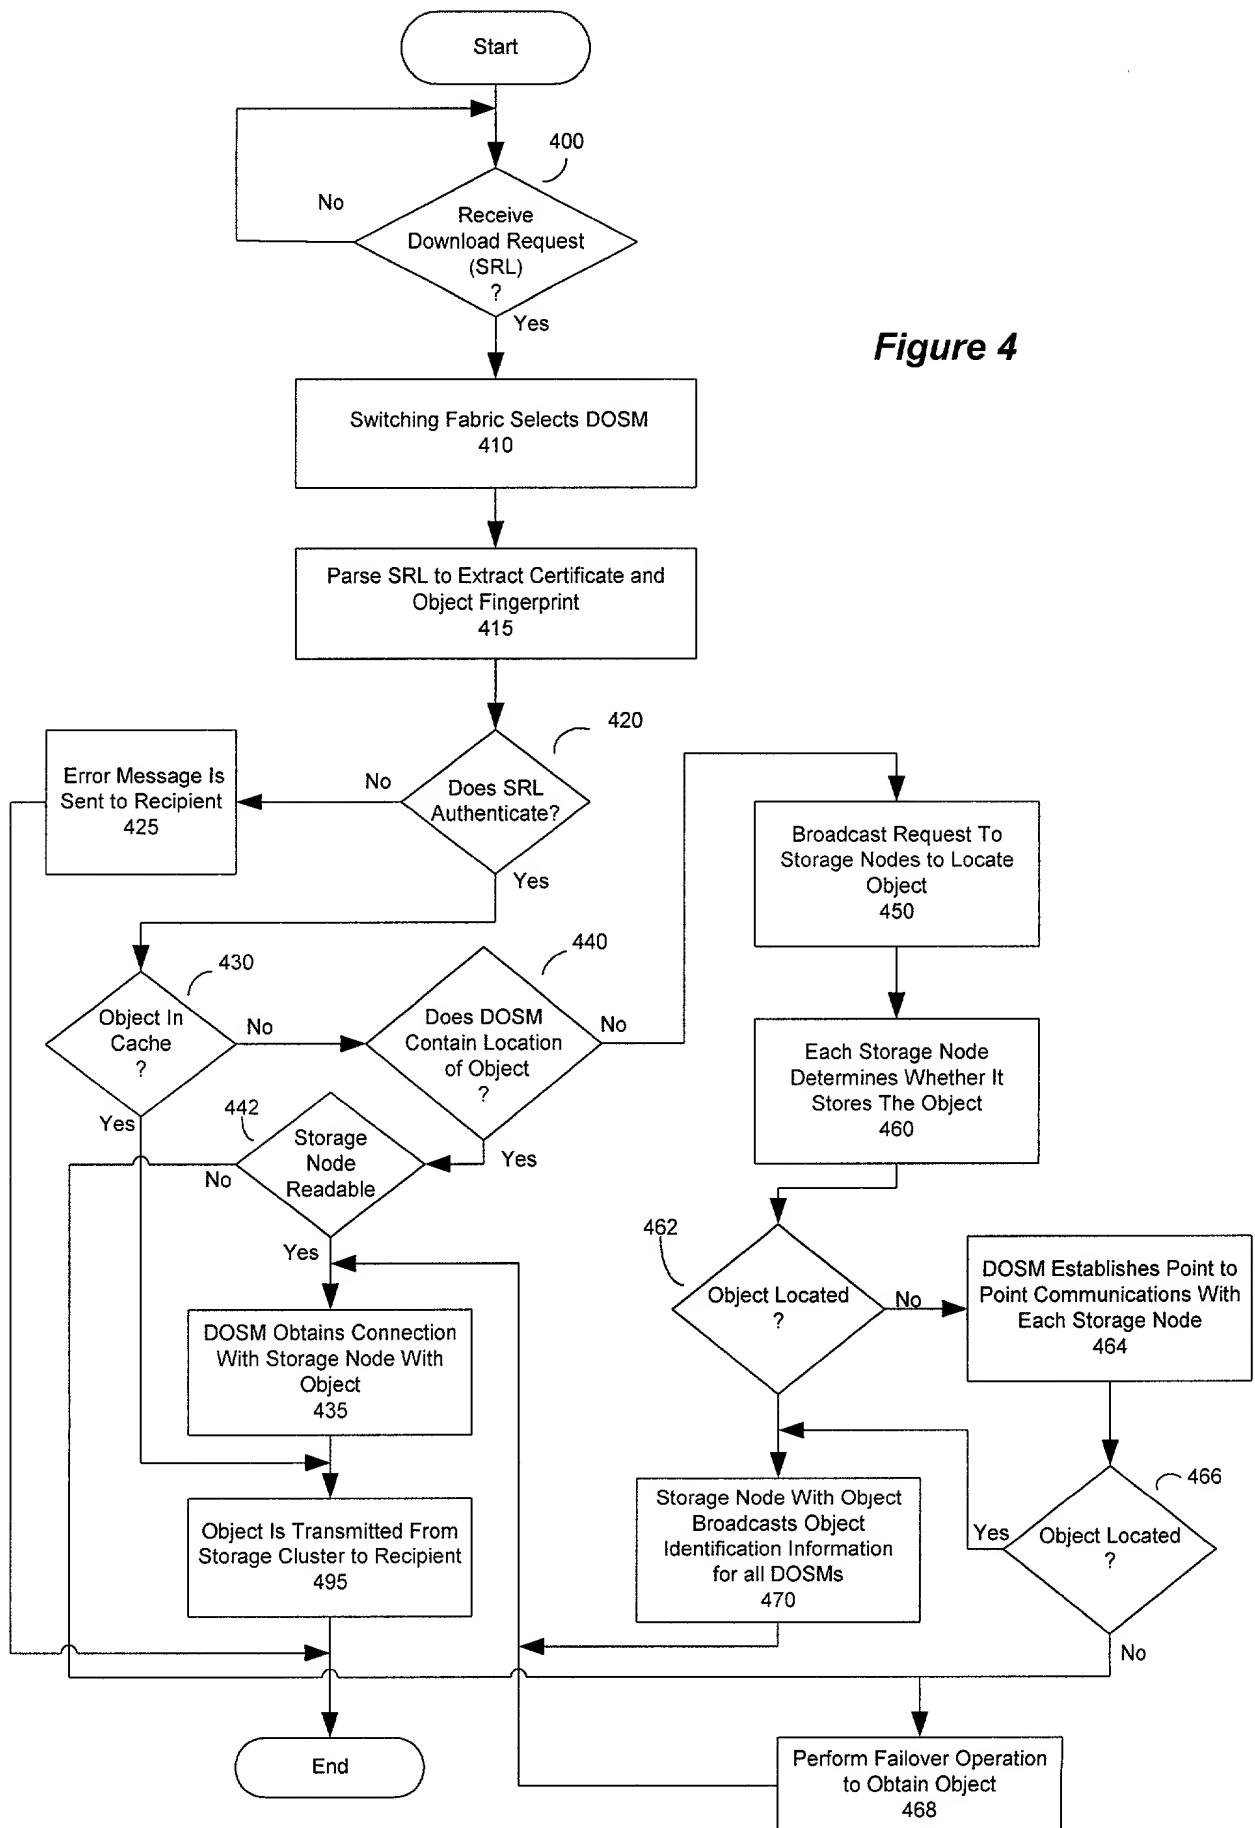 Start
400
No
Receive
Download Request
(SRL)
?
Yes
Figure 4
Switching Fabric Selects DOSM
410
Parse SRL to Extract Certificate and
Object Fingerprint
415
420
Error Message Is
Sent to Recipient
425
No
Does SRL
Authenticate?
Yes
Broadcast Request To
Storage Nodes to Locate
Object
450
430
Object In
Cache
?
No
Yes
440
Does DOSM
Contain Location
of Object
?
No
Yes
Each Storage Node
Determines Whether It
Stores The Object
460
442
Storage
Node
Readable
No
Yes
462
Object Located
?
No
DOSM Establishes Point to
Point Communications With
Each Storage Node
464
DOSM Obtains Connection
With Storage Node With
Object
435
466
Object Located
?
Yes
No
Storage Node With Object
Broadcasts Object
Identification Information
for all DOSMs
470
Object Is Transmitted From
Storage Cluster to Recipient
495
End
Perform Failover Operation
to Obtain Object
468